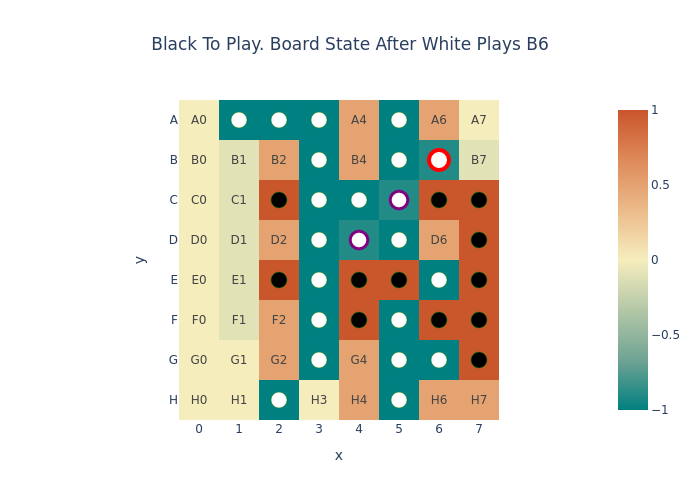 Black To Play. Board State After White Plays B6
A A0 A4 A6 A7
B B0 B1 B2 B4 B7
C C0 C1
D D0 D1 D2 D6
E E0 E1
F F0 F1 F2
G G0 G1 G2 G4
H H0 H1 H3 H4 H6 H7
0 1 2 3 4 5 6 7
x
y
1
0.5
0
−0.5
−1